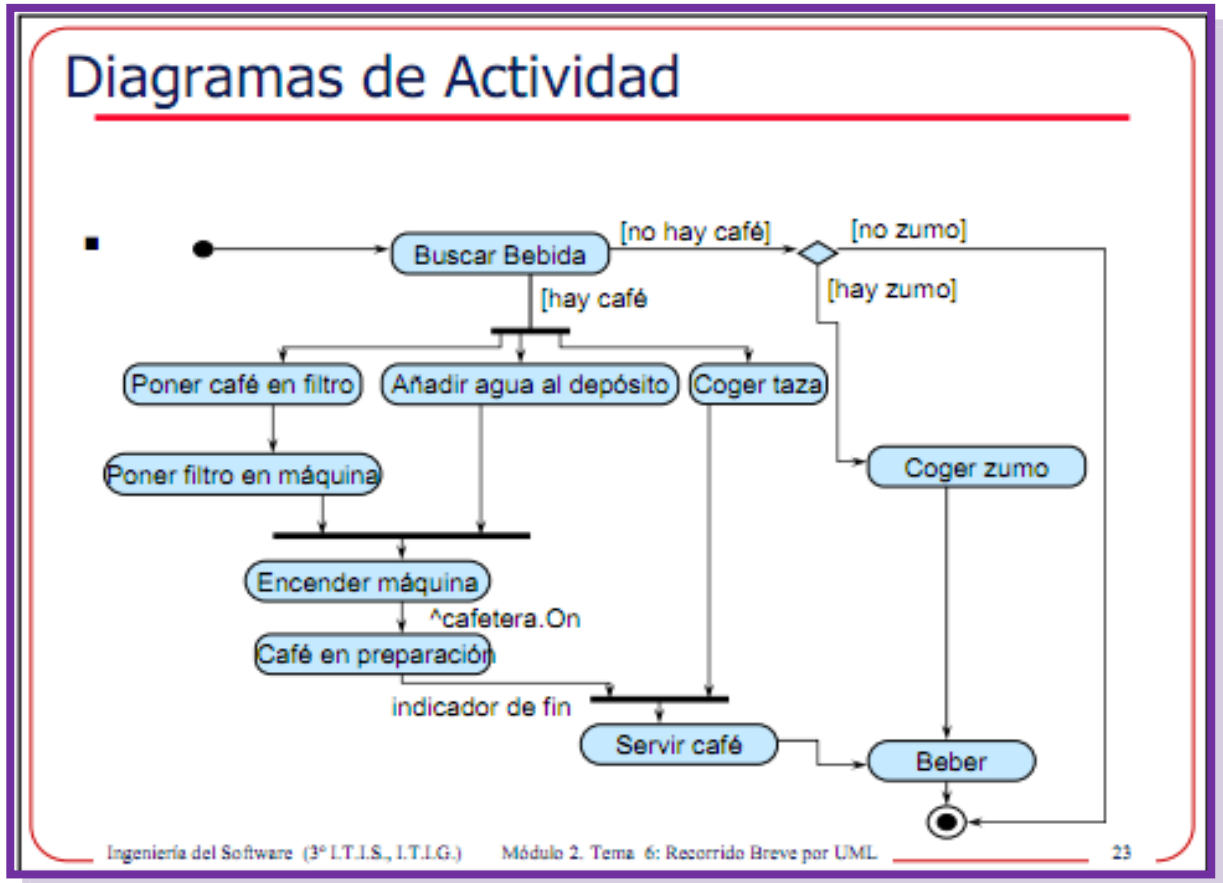 Diagramas de Actividad
[no hay café]
[no zumo]
Buscar Bebida
[hay café
[hay zumo]
Poner café en filtro
Añadir agua al depósito
Coger taza
Poner filtro en máquina
Coger zumo
Encender máquina
^cafetera.On
Café en preparación
indicador de fin
Servir café
Beber
Ingeniería del Software (3º I.T.I.S., I.T.I.G.)
Módulo 2. Tema 6: Recorrido Breve por UML
23